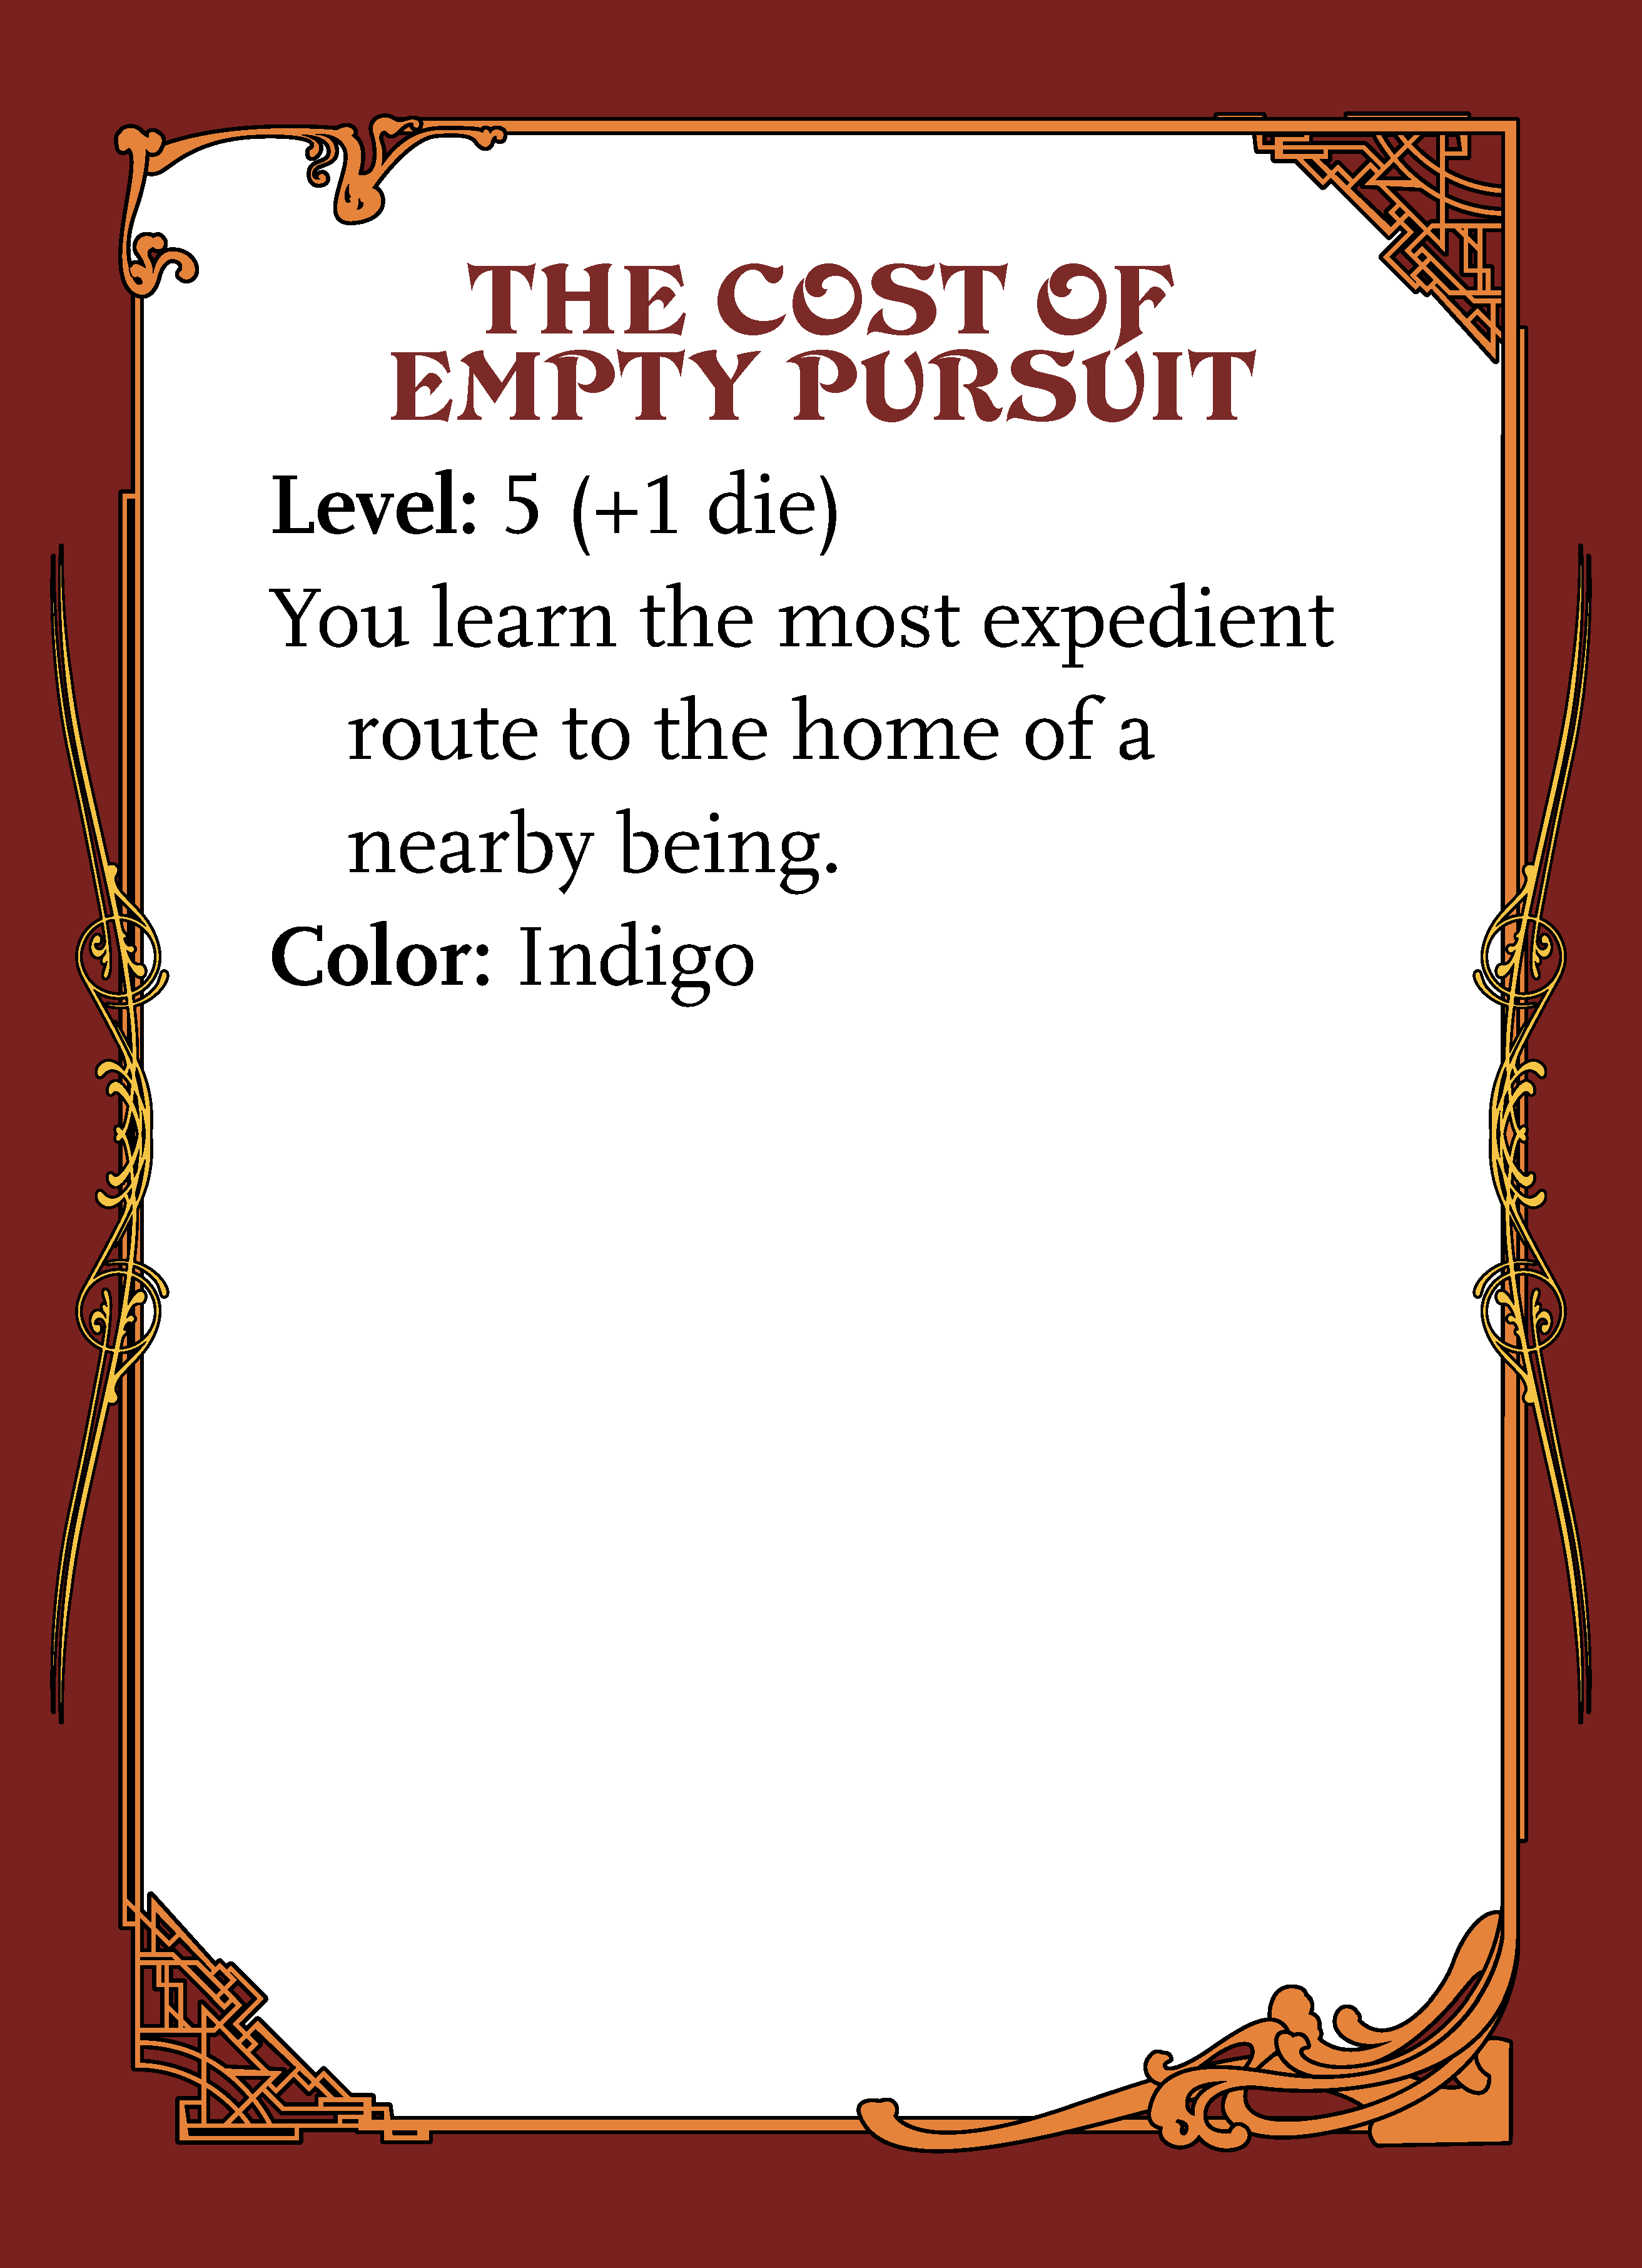 THE COST OF
EMPTY PURSUIT
Level: 5 (+1 die)
You learn the most expedient
route to the home of a
nearby being.
Color: Indigo